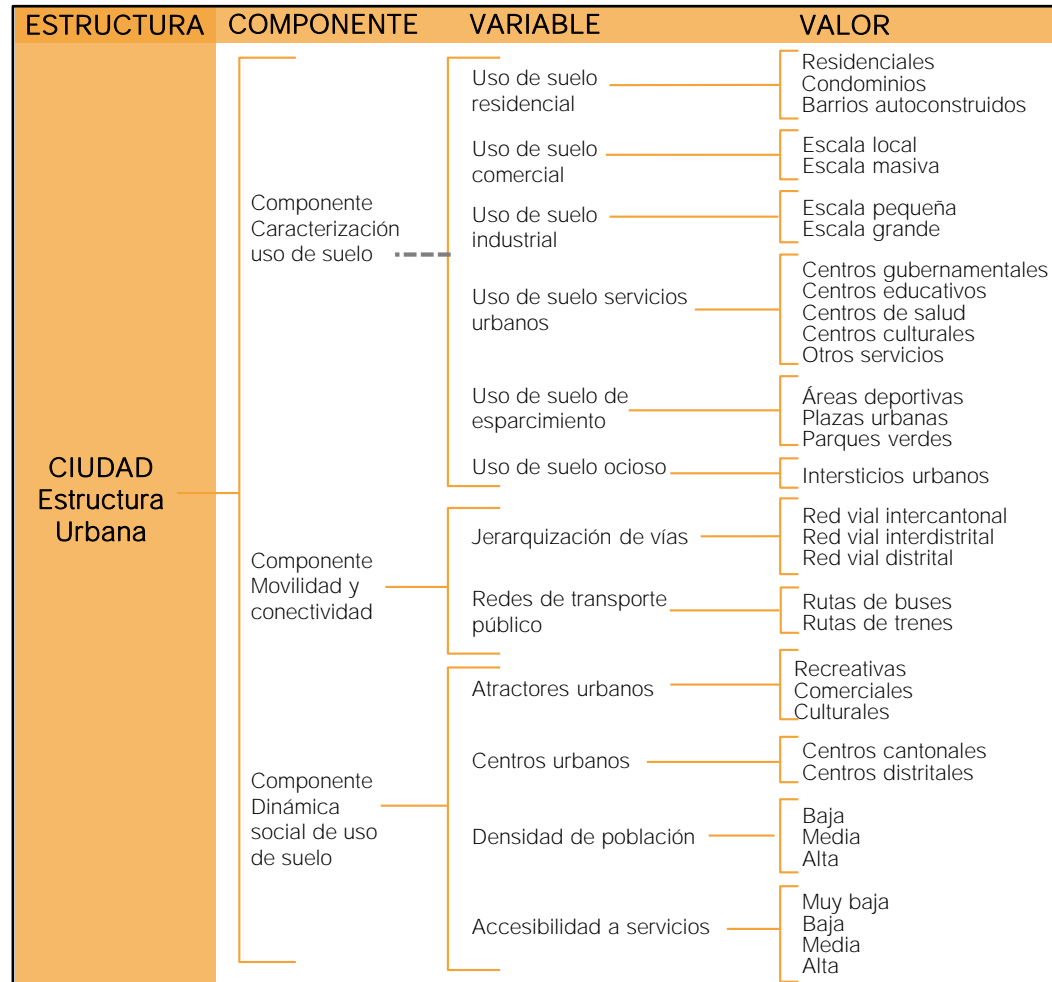 ESTRUCTURA COMPONENTE VARIABLE VALOR
CIUDAD
Estructura
Urbana
Componente
Caracterización
uso de suelo
Uso de suelo
residencial
Residenciales
Condominios
Barrios autoconstruidos
Uso de suelo
comercial
Escala local
Escala masiva
Uso de suelo
industrial
Escala pequeña
Escala grande
Uso de suelo servicios
urbanos
Centros gubernamentales
Centros educativos
Centros de salud
Centros culturales
Otros servicios
Uso de suelo de
esparcimiento
Áreas deportivas
Plazas urbanas
Parques verdes
Uso de suelo ocioso
Intersticios urbanos
Componente
Movilidad y
conectividad
Jerarquización de vías
Red vial intercantonal
Red vial interdistrital
Red vial distrital
Redes de transporte
público
Rutas de buses
Rutas de trenes
Componente
Dinámica
social de uso
de suelo
Atractores urbanos
Recreativas
Comerciales
Culturales
Centros urbanos
Centros cantonales
Centros distritales
Densidad de población
Baja
Media
Alta
Accesibilidad a servicios
Muy baja
Baja
Media
Alta